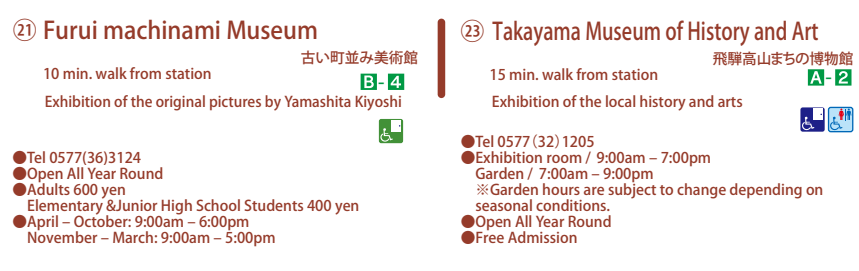 ㉑ Furui machinami Museum
古い町並み美術館
10 min. walk from station
B-4
Exhibition of the original pictures by Yamashita Kiyoshi
●Tel 0577(36)3124
●Open All Year Round
●Adults 600 yen
Elementary &Junior High School Students 400 yen
●April – October: 9:00am – 6:00pm
November – March: 9:00am – 5:00pm
㉓ Takayama Museum of History and Art
飛騨高山まちの博物館
15 min. walk from station
A-2
Exhibition of the local history and arts
●Tel 0577（32）1205
●Exhibition room / 9:00am – 7:00pm
Garden / 7:00am – 9:00pm
※Garden hours are subject to change depending on
seasonal conditions.
●Open All Year Round
●Free Admission